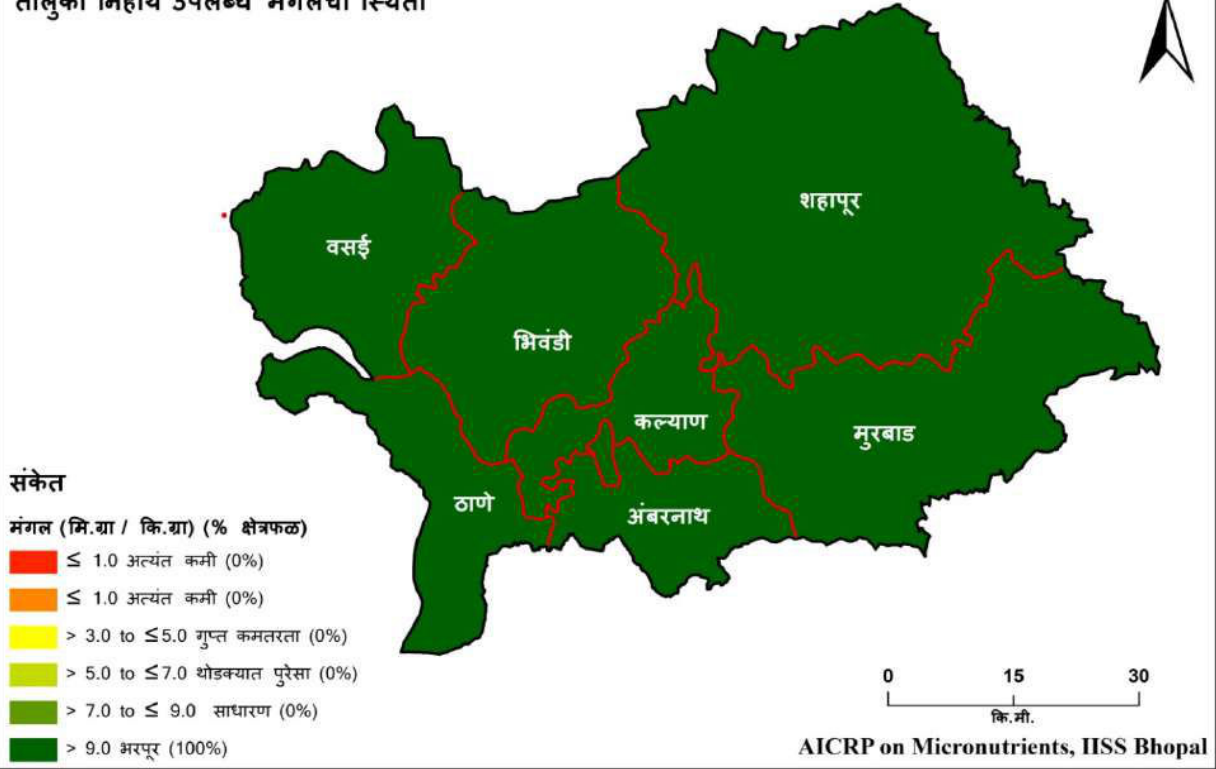 तालुका निहाय उपलब्ध मंगलची स्थिती
शहापूर
वसई
भिवंडी
कल्याण
मुरबाड
ठाणे
अंबरनाथ
संकेत
मंगल (मि.ग्रा / कि.ग्रा) (% क्षेत्रफळ)
≤ 1.0 अत्यंत कमी (0%)
≤ 1.0 अत्यंत कमी (0%)
> 3.0 to ≤5.0 गुप्त कमतरता (0%)
> 5.0 to ≤7.0 थोडक्यात पुरेसा (0%)
> 7.0 to ≤ 9.0 साधारण (0%)
> 9.0 भरपूर (100%)
0 15 30
कि.मी.
AICRP on Micronutrients, IISS Bhopal